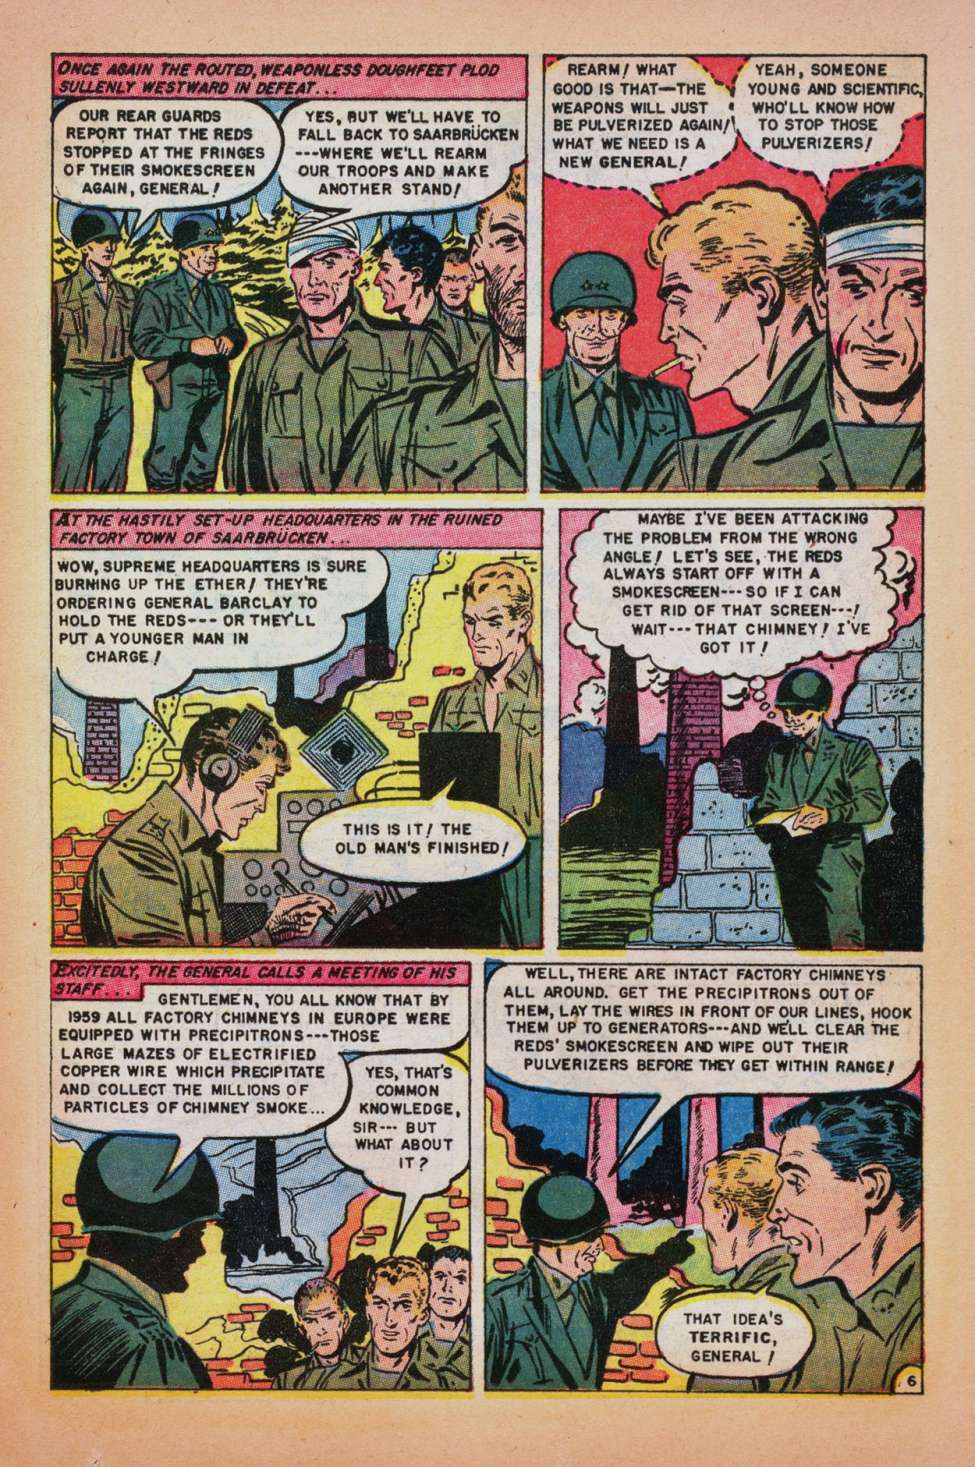 ONCE AGAIN THE ROUTED, WEAPONLESS DOUGHFEET PLOD
SULLENLY WESTWARD IN DEFEAT...
OUR REAR GUARDS
REPORT THAT THE REDS
STOPPED AT THE FRINGES
OF THEIR SMOKESCREEN
AGAIN, GENERAL!
YES, BUT WE'LL HAVE TO
FALL BACK TO SAARBRÜCKEN
---WHERE WE'LL REARM
OUR TROOPS AND MAKE
ANOTHER STAND!
REARM! WHAT
GOOD IS THAT--THE
WEAPONS WILL JUST
BE PULVERIZED AGAIN!
WHAT WE NEED IS A
NEW GENERAL!
YEAH, SOMEONE
YOUNG AND SCIENTIFIC,
WHO'LL KNOW HOW
TO STOP THOSE
PULVERIZERS!
AT THE HASTILY SET-UP HEADQUARTERS IN THE RUINED
FACTORY TOWN OF SAARBRÜCKEN...
WOW, SUPREME HEADQUARTERS IS SURE
BURNING UP THE ETHER! THEY'RE
ORDERING GENERAL BARCLAY TO
HOLD THE REDS--- OR THEY'LL
PUT A YOUNGER MAN IN
CHARGE!
THIS IS IT! THE
OLD MAN'S FINISHED!
MAYBE I'VE BEEN ATTACKING
THE PROBLEM FROM THE WRONG
ANGLE! LET'S SEE, THE REDS
ALWAYS START OFF WITH A
SMOKESCREEN---SO IF I CAN
GET RID OF THAT SCREEN---!
WAIT--- THAT CHIMNEY! I'VE
GOT IT!
EXCITEDLY, THE GENERAL CALLS A MEETING OF HIS
STAFF...
GENTLEMEN, YOU ALL KNOW THAT BY
1959 ALL FACTORY CHIMNEYS IN EUROPE WERE
EQUIPPED WITH PRECIPITRONS---THOSE
LARGE MAZES OF ELECTRIFIED
COPPER WIRE WHICH PRECIPITATE
AND COLLECT THE MILLIONS OF
PARTICLES OF CHIMNEY SMOKE...
YES, THAT'S
COMMON
KNOWLEDGE,
SIR--- BUT
WHAT ABOUT
IT?
WELL, THERE ARE INTACT FACTORY CHIMNEYS
ALL AROUND. GET THE PRECIPITRONS OUT OF
THEM, LAY THE WIRES IN FRONT OF OUR LINES, HOOK
THEM UP TO GENERATORS---AND WE'LL CLEAR THE
REDS' SMOKESCREEN AND WIPE OUT THEIR
PULVERIZERS BEFORE THEY GET WITHIN RANGE!
THAT IDEA'S
TERRIFIC,
GENERAL!
6